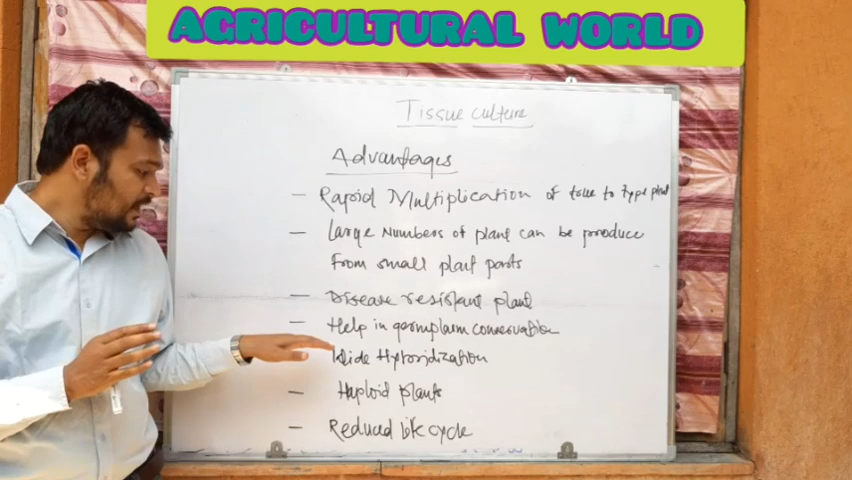 AGRICULTURAL WORLD
Tissue culture
Advantages
- Rapid Multiplication of true to type plant
- Large Numbers of plant can be produce
From small plant parts
- Disease resistant plant
- Help in germplasm conservation
Wide Hybridization
- Haploid plants
- Reduced life cycle